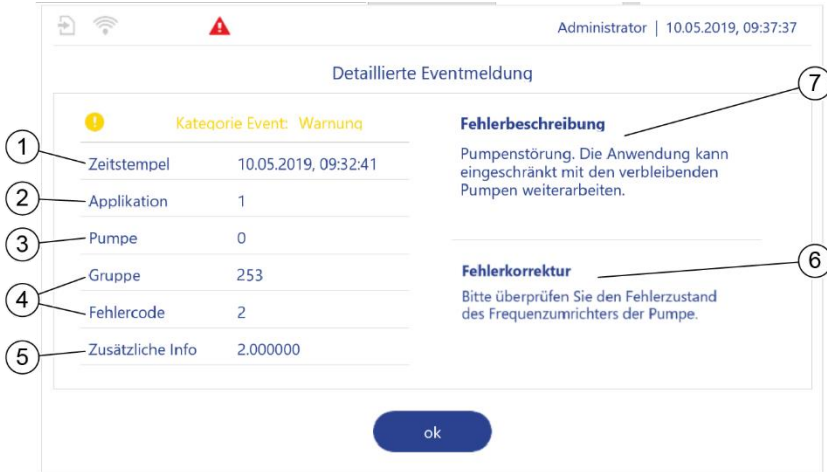 Administrator | 10.05.2019, 09:37:37
Detaillierte Eventmeldung
Kategorie Event: Warnung
1
Zeitstempel 10.05.2019, 09:32:41
2
Applikation 1
3
Pumpe 0
4
Gruppe 253
Fehlercode 2
5
Zusätzliche Info 2.000000
7
Fehlerbeschreibung
Pumpenstörung. Die Anwendung kann
eingeschränkt mit den verbleibenden
Pumpen weiterarbeiten.
6
Fehlerkorrektur
Bitte überprüfen Sie den Fehlerzustand
des Frequenzumrichters der Pumpe.
ok